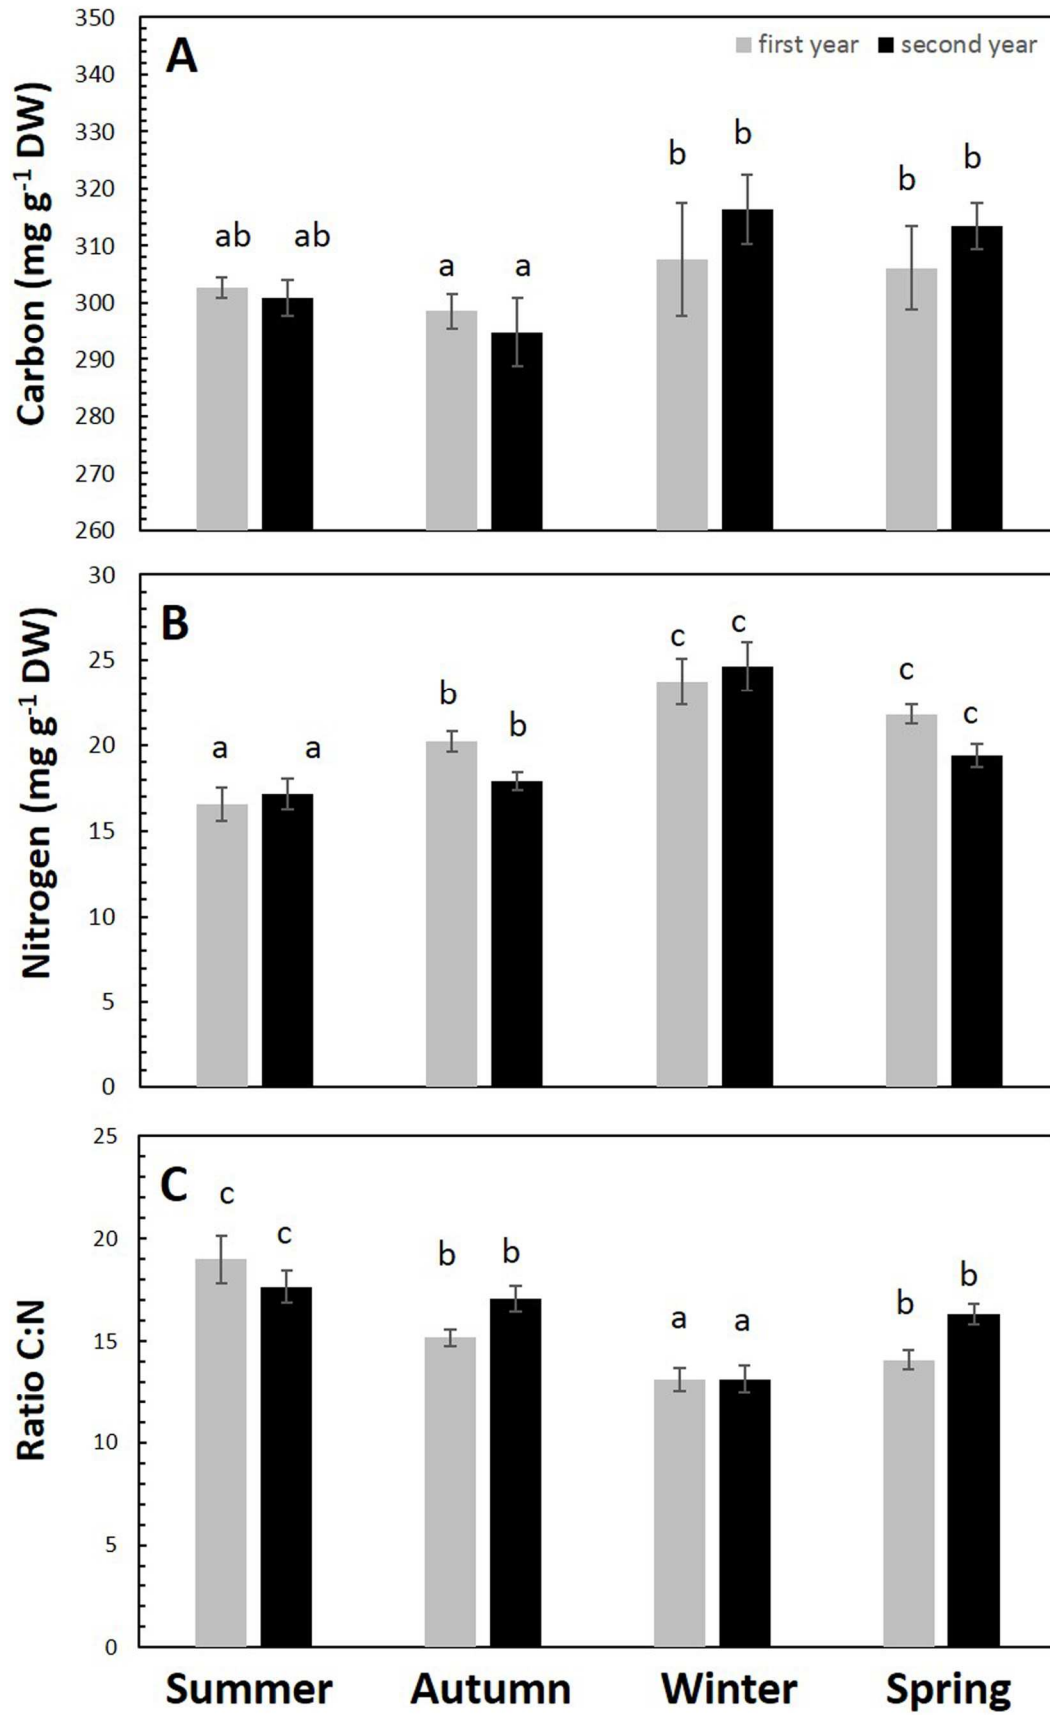 A
first year second year
Carbon (mg g-1 DW)
350
340
330
320
310
300
290
280
270
260
ab ab a a b b b b
B
Nitrogen (mg g-1 DW)
30
25
20
15
10
5
0
a a b b c c c c
C
Ratio C:N
25
20
15
10
5
0
c c b b a a b b
Summer Autumn Winter Spring